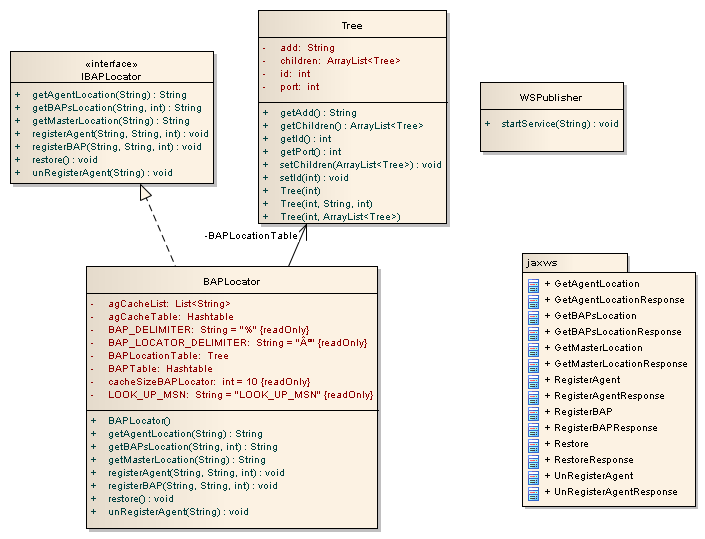 «interface»
IBAPLocator
+ getAgentLocation(String) : String
+ getBAPsLocation(String, int) : String
+ getMasterLocation(String) : String
+ registerAgent(String, String, int) : void
+ registerBAP(String, String, int) : void
+ restore() : void
+ unRegisterAgent(String) : void
Tree
- add: String
- children: ArrayList<Tree>
- id: int
- port: int
+ getAdd() : String
+ getChildren() : ArrayList<Tree>
+ getId() : int
+ getPort() : int
+ setChildren(ArrayList<Tree>) : void
+ setId(int) : void
+ Tree(int)
+ Tree(int, String, int)
+ Tree(int, ArrayList<Tree>)
WSPublisher
+ startService(String) : void
-BAPLocationTable
BAPLocator
- agCacheList: List<String>
- agCacheTable: Hashtable
- BAP_DELIMITER: String = "%" {readOnly}
- BAP_LOCATOR_DELIMITER: String = "Âª" {readOnly}
- BAPLocationTable: Tree
- BAPTable: Hashtable
- cacheSizeBAPLocator: int = 10 {readOnly}
- LOOK_UP_MSN: String = "LOOK_UP_MSN" {readOnly}
+ BAPLocator()
+ getAgentLocation(String) : String
+ getBAPsLocation(String, int) : String
+ getMasterLocation(String) : String
+ registerAgent(String, String, int) : void
+ registerBAP(String, String, int) : void
+ restore() : void
+ unRegisterAgent(String) : void
jaxws
+ GetAgentLocation
+ GetAgentLocationResponse
+ GetBAPsLocation
+ GetBAPsLocationResponse
+ GetMasterLocation
+ GetMasterLocationResponse
+ RegisterAgent
+ RegisterAgentResponse
+ RegisterBAP
+ RegisterBAPResponse
+ Restore
+ RestoreResponse
+ UnRegisterAgent
+ UnRegisterAgentResponse